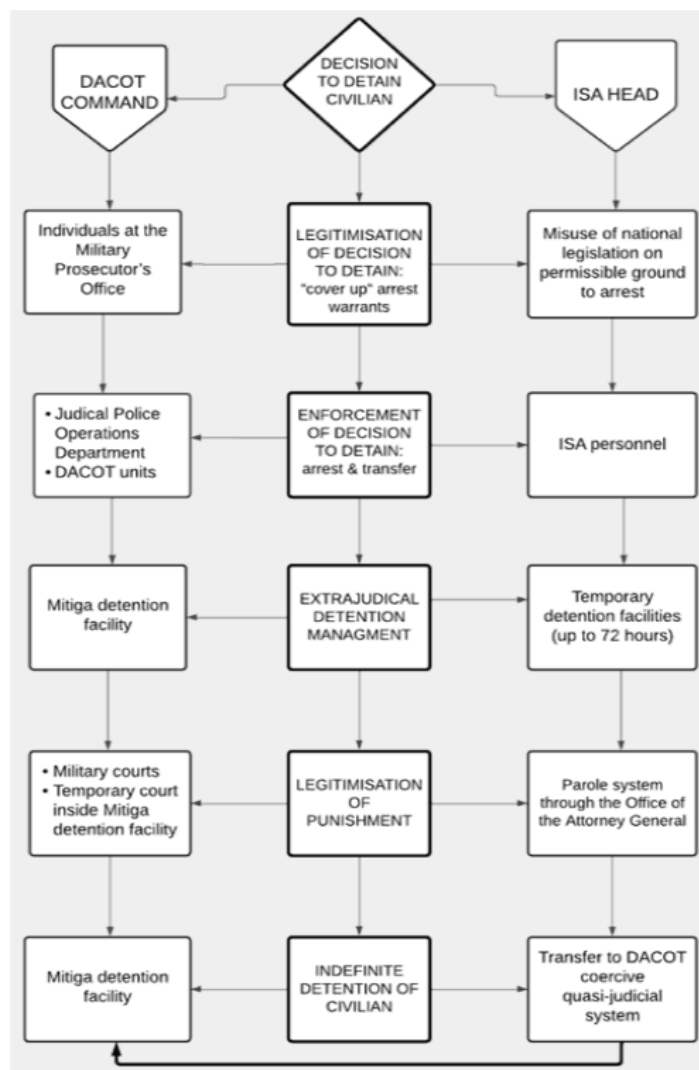 DACOT
COMMAND
DECISION
TO DETAIN
CIVILIAN
ISA HEAD
Individuals at the
Military
Prosecutor's
Office
LEGITIMISATION
OF DECISION
TO DETAIN:
"cover up" arrest
warrants
Misuse of national
legislation on
permissible ground
to arrest
• Judical Police
Operations
Department
• DACOT units
ENFORCEMENT
OF DECISION
TO DETAIN:
arrest & transfer
ISA personnel
Mitiga detention
facility
EXTRAJUDICAL
DETENTION
MANAGMENT
Temporary
detention facilities
(up to 72 hours)
• Military courts
• Temporary court
inside Mitiga
detention facility
LEGITIMISATION
OF
PUNISHMENT
Parole system
through the Office of
the Attorney General
Mitiga detention
facility
INDEFINITE
DETENTION OF
CIVILIAN
Transfer to DACOT
coercive
quasi-judicial
system